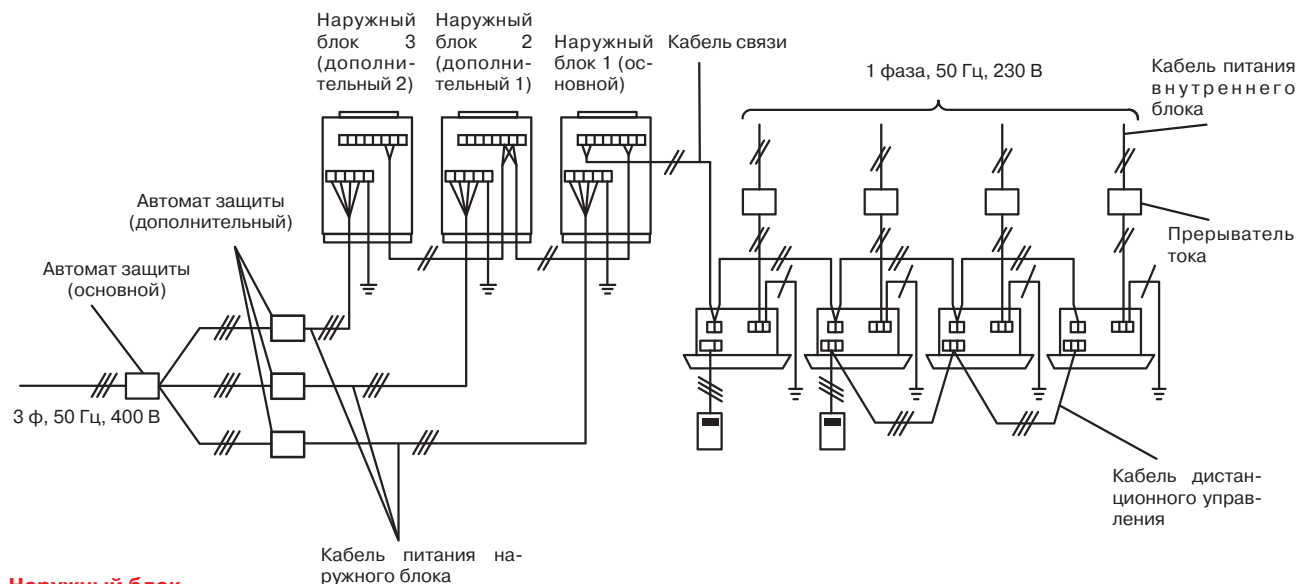 Наружный
блок 3
(дополни-
тельный 2)
Наружный
блок 2
(дополни-
тельный 1)
Наружный
блок 1 (ос-
новной)
Кабель связи
1 фаза, 50 Гц, 230 В
Кабель питания
внутреннего
блока
Автомат защиты
(дополнительный)
Прерыватель
тока
Автомат защиты
(основной)
3 ф, 50 Гц, 400 В
Кабель дистан-
ционного управ-
ления
Кабель питания на-
ружного блока
Наружный блок